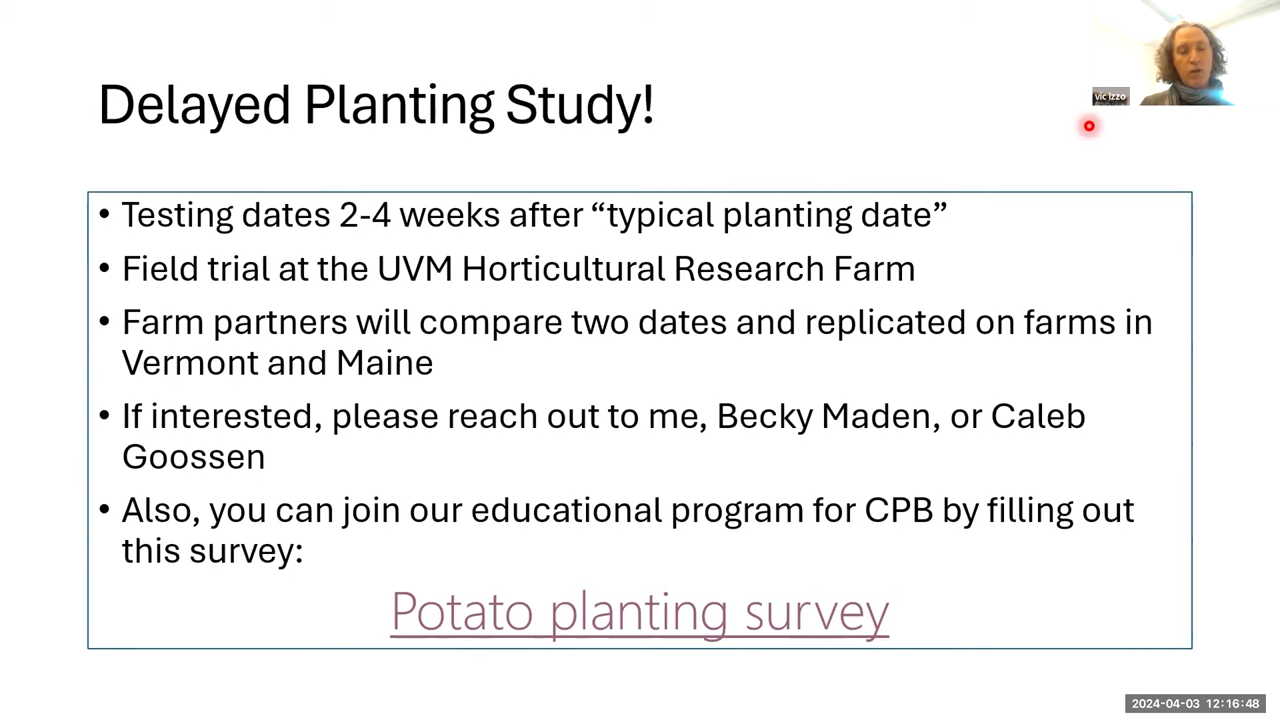 Delayed Planting Study!
vic izzo
• Testing dates 2-4 weeks after “typical planting date”
• Field trial at the UVM Horticultural Research Farm
• Farm partners will compare two dates and replicated on farms in
Vermont and Maine
• If interested, please reach out to me, Becky Maden, or Caleb
Goossen
• Also, you can join our educational program for CPB by filling out
this survey:
Potato planting survey
2024-04-03 12:16:48